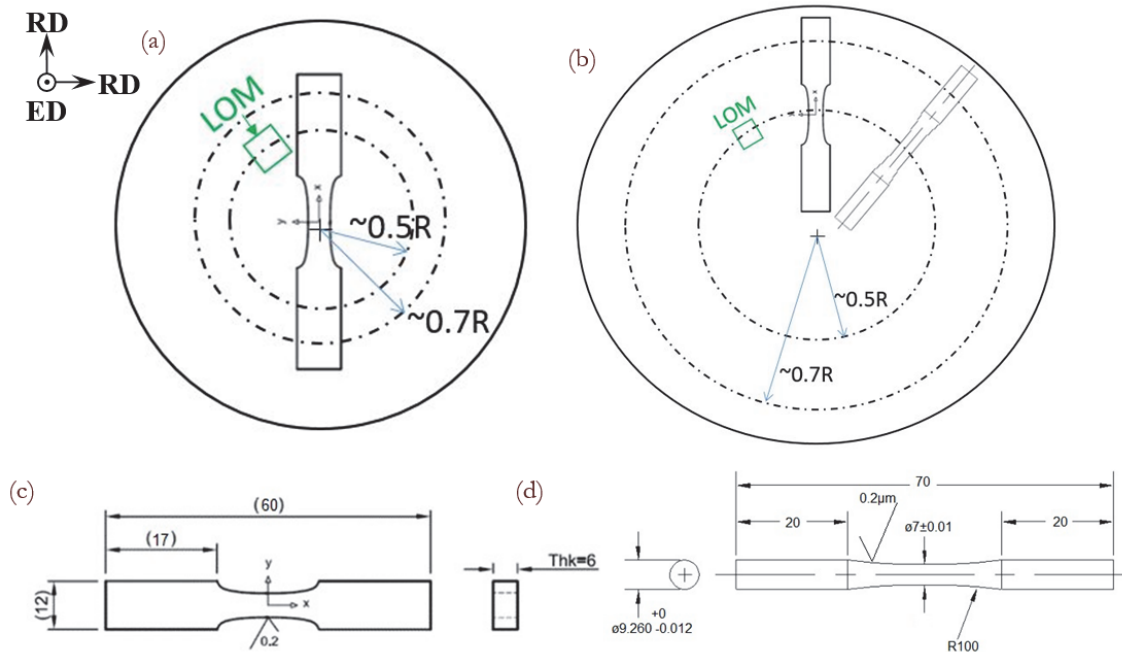 RD
(a)
RD
ED
LOM
x
y
~0.5R
~0.7R
(b)
LOM
x
~0.5R
~0.7R
(c)
(60)
(17)
(12)
y
x
0.2
Thk=6
(d)
70
0.2µm
20
ø7±0.01
20
+0
ø9.260 -0.012
R100